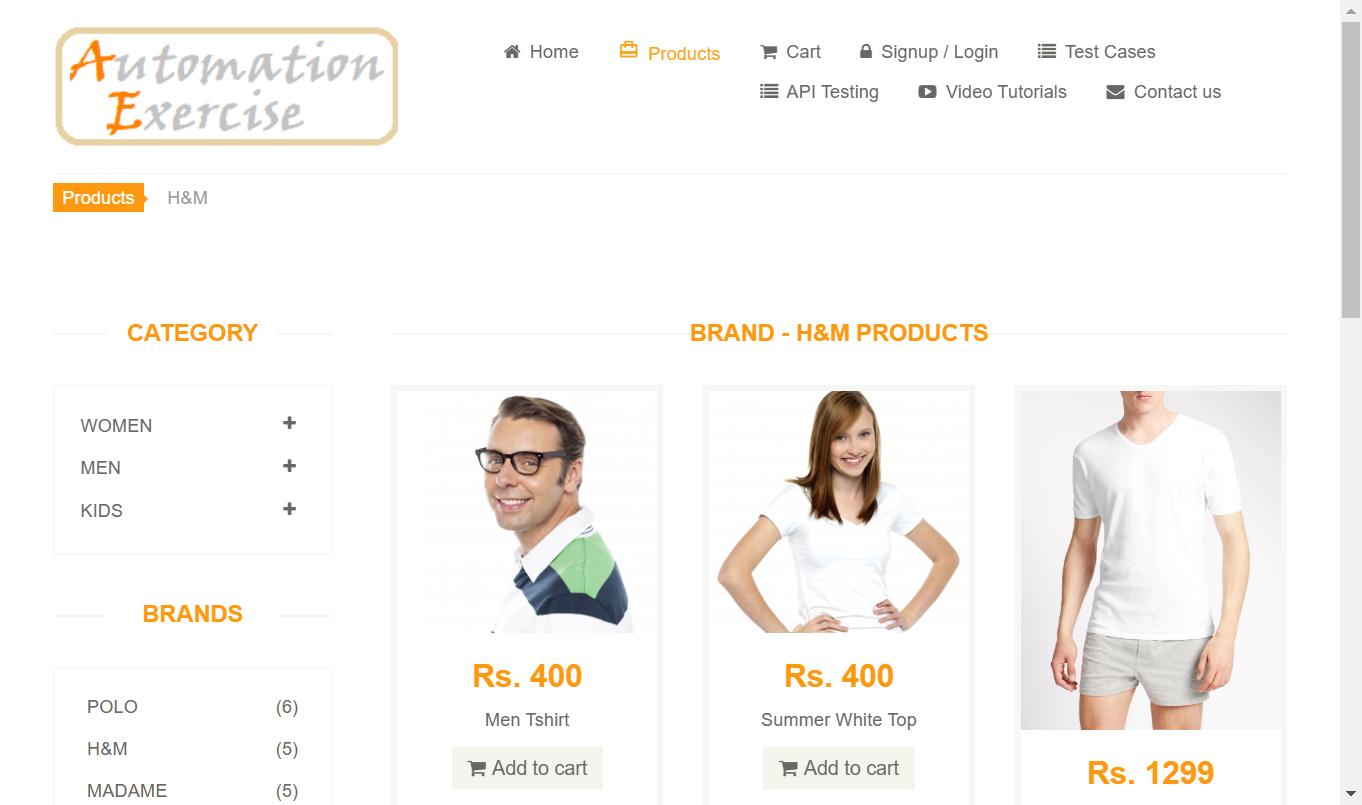 Automation
Exercise
Home
Products
Cart
Signup / Login
Test Cases
API Testing
Video Tutorials
Contact us
Products
H&M
CATEGORY
WOMEN
MEN
KIDS
BRANDS
POLO (6)
H&M (5)
MADAME (5)
BRAND - H&M PRODUCTS
Rs. 400
Men Tshirt
Add to cart
Rs. 400
Summer White Top
Add to cart
Rs. 1299